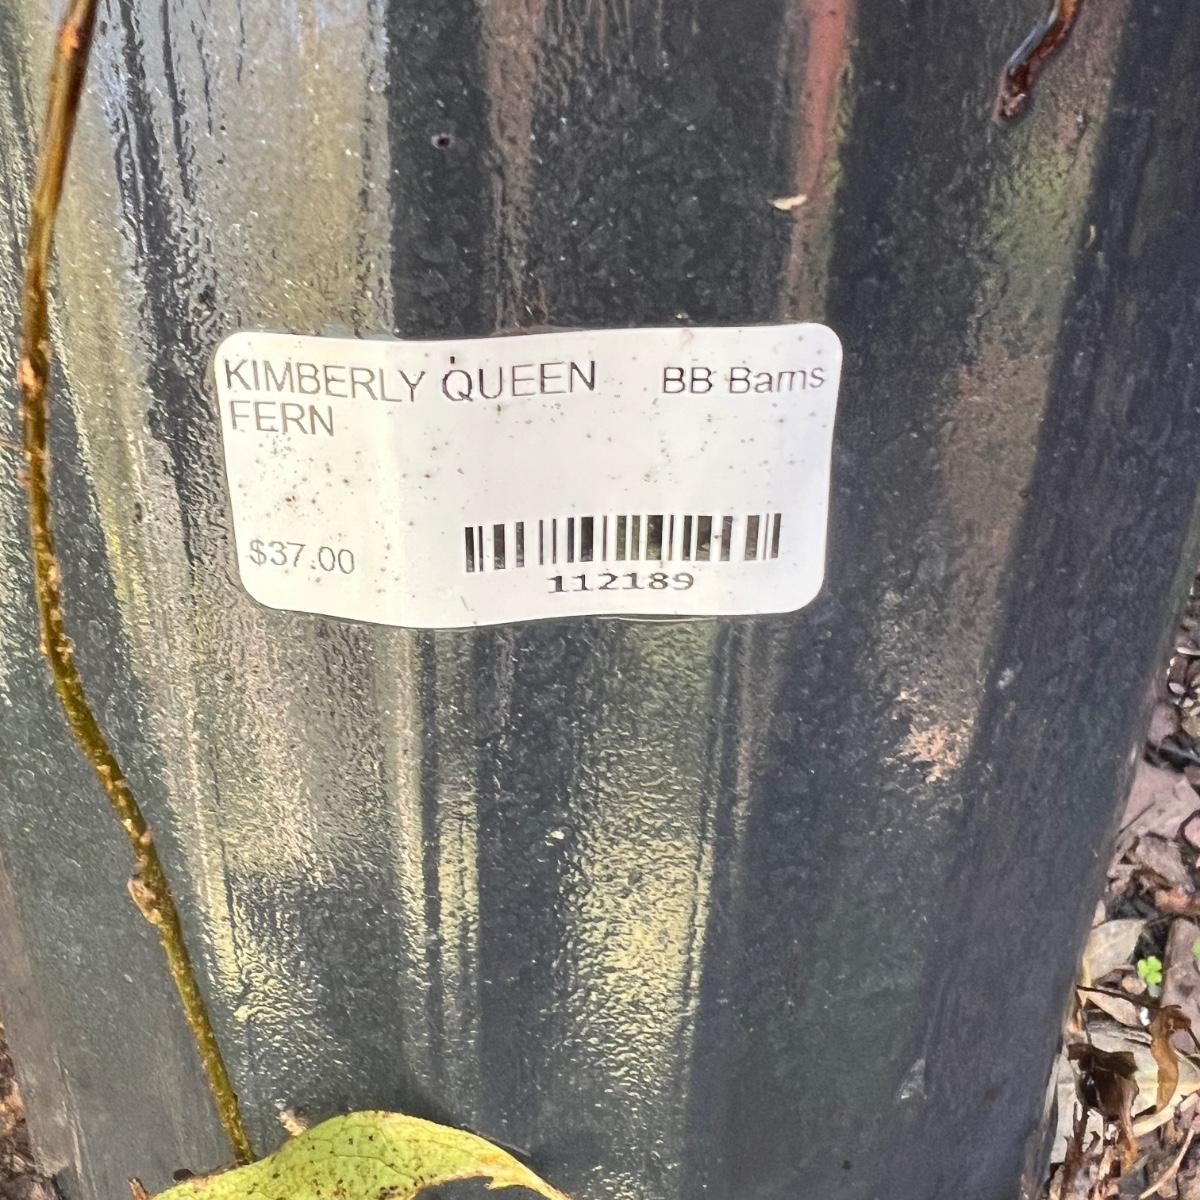 KIMBERLY QUEEN BB Bams
FERN
$37.00
112189